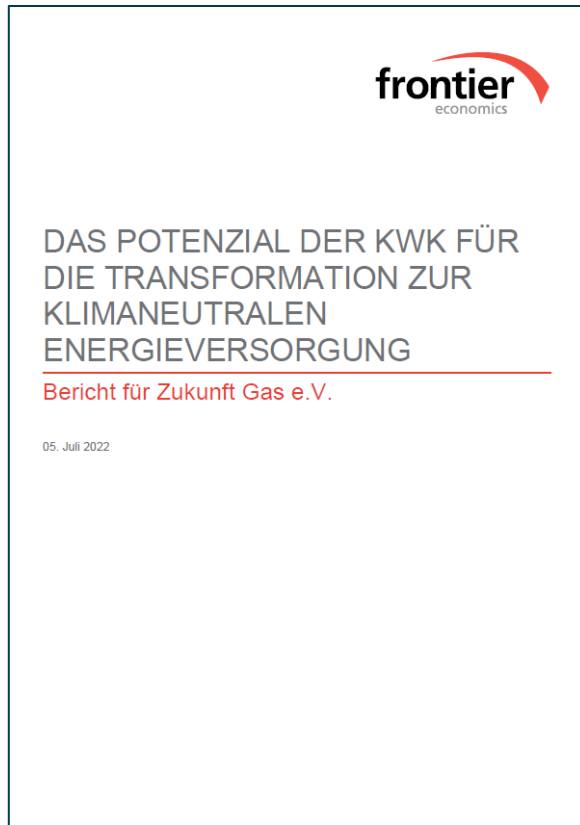 frontier
economics
DAS POTENZIAL DER KWK FÜR
DIE TRANSFORMATION ZUR
KLIMANEUTRALEN
ENERGIEVERSORGUNG
Bericht für Zukunft Gas e.V.
05. Juli 2022